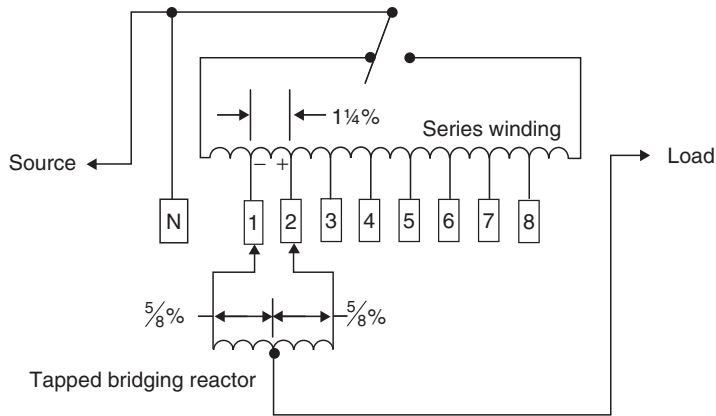 1¼%
Series winding
Source
Load
– +
N 1 2 3 4 5 6 7 8
⅝% ⅝%
Tapped bridging reactor